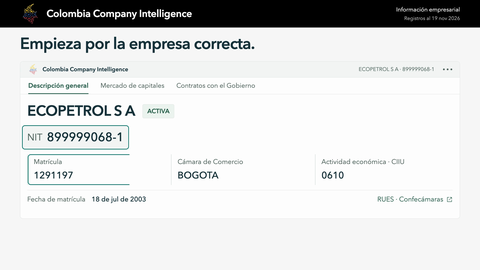 Colombia Company Intelligence
Información empresarial
Registros al 19 nov 2026
Empieza por la empresa correcta.
Colombia Company Intelligence
ECOPETROL S A · 899999068-1
Descripción general
Mercado de capitales
Contratos con el Gobierno
ECOPETROL S A
ACTIVA
NIT 899999068-1
Matrícula
1291197
Cámara de Comercio
BOGOTA
Actividad económica · CIIU
0610
Fecha de matrícula 18 de jul de 2003
RUES · Confecámaras